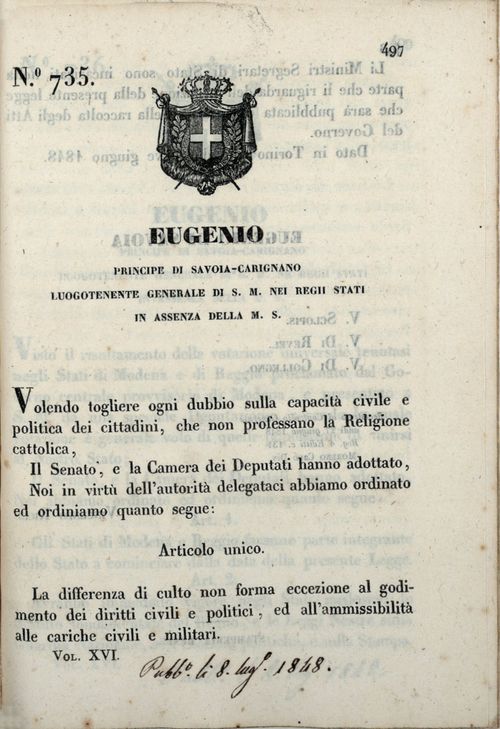 497
N.º 735.
EUGENIO
PRINCIPE DI SAVOIA-CARIGNANO
LUOGOTENENTE GENERALE DI S. M. NEI REGII STATI
IN ASSENZA DELLA M. S.
Volendo togliere ogni dubbio sulla capacità civile e
politica dei cittadini, che non professano la Religione
cattolica,
Il Senato, e la Camera dei Deputati hanno adottato,
Noi in virtù dell'autorità delegataci abbiamo ordinato
ed ordiniamo quanto segue:
Articolo unico.
La differenza di culto non forma eccezione al godi-
mento dei diritti civili e politici, ed all'ammissibilità
alle cariche civili e militari.
VOL. XVI.
Pubb.º li 8. lug.º 1848.